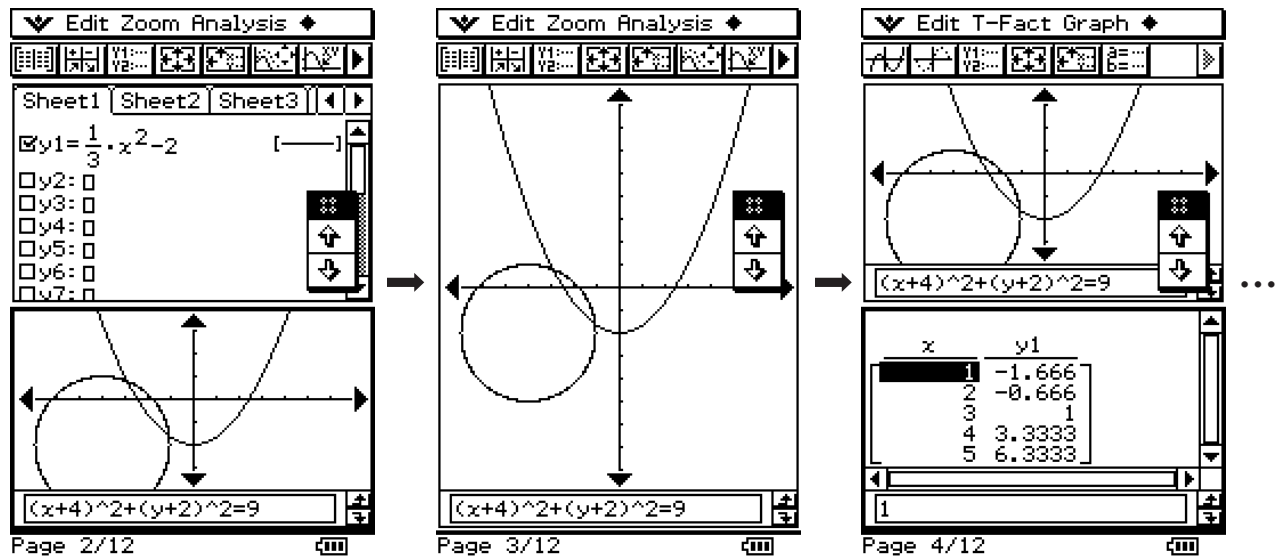 Edit Zoom Analysis ◆
Sheet1 Sheet2 Sheet3
y1=1/3·x^2-2 [——]
y2:
y3:
y4:
y5:
y6:
y7:
(x+4)^2+(y+2)^2=9
Page 2/12
Edit Zoom Analysis ◆
(x+4)^2+(y+2)^2=9
Page 3/12
Edit T-Fact Graph ◆
(x+4)^2+(y+2)^2=9
x y1
1 -1.666
2 -0.666
3 1
4 3.3333
5 6.3333
1
Page 4/12
...